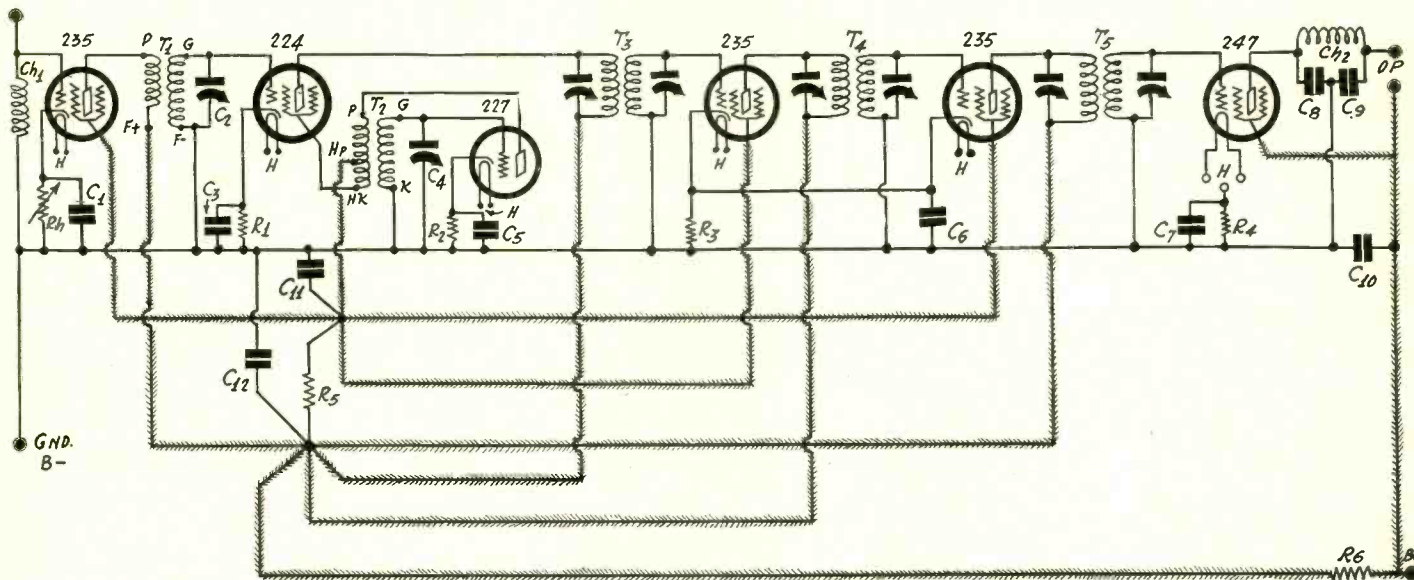 Ch1
235
P
T1
G
F+
F-
C2
224
H
Rh
C1
C3
R1
H
P
T2
G
HP
HK
K
C4
227
R2
H
C5
T3
235
H
R3
T4
235
H
C6
T5
247
H
C7
R4
Ch2
C8
C9
OP
C10
C11
C12
R5
GND.
B-
R6
B